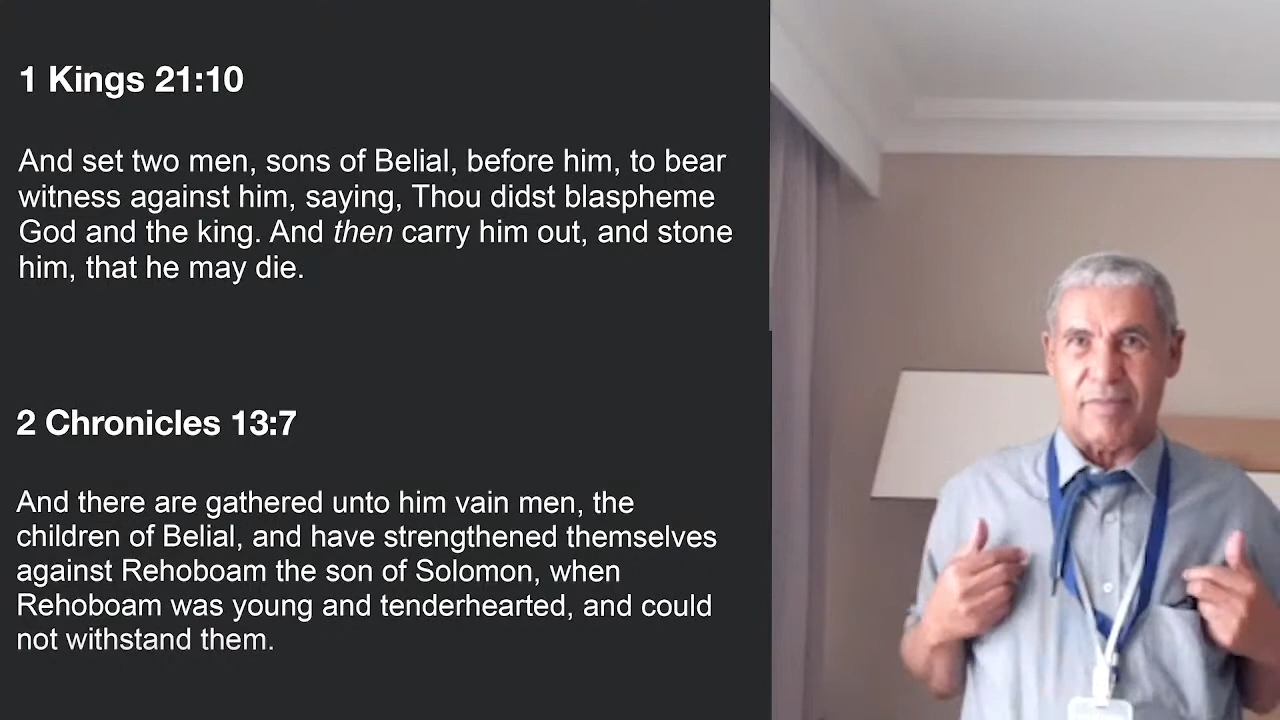 1 Kings 21:10
And set two men, sons of Belial, before him, to bear
witness against him, saying, Thou didst blaspheme
God and the king. And then carry him out, and stone
him, that he may die.
2 Chronicles 13:7
And there are gathered unto him vain men, the
children of Belial, and have strengthened themselves
against Rehoboam the son of Solomon, when
Rehoboam was young and tenderhearted, and could
not withstand them.